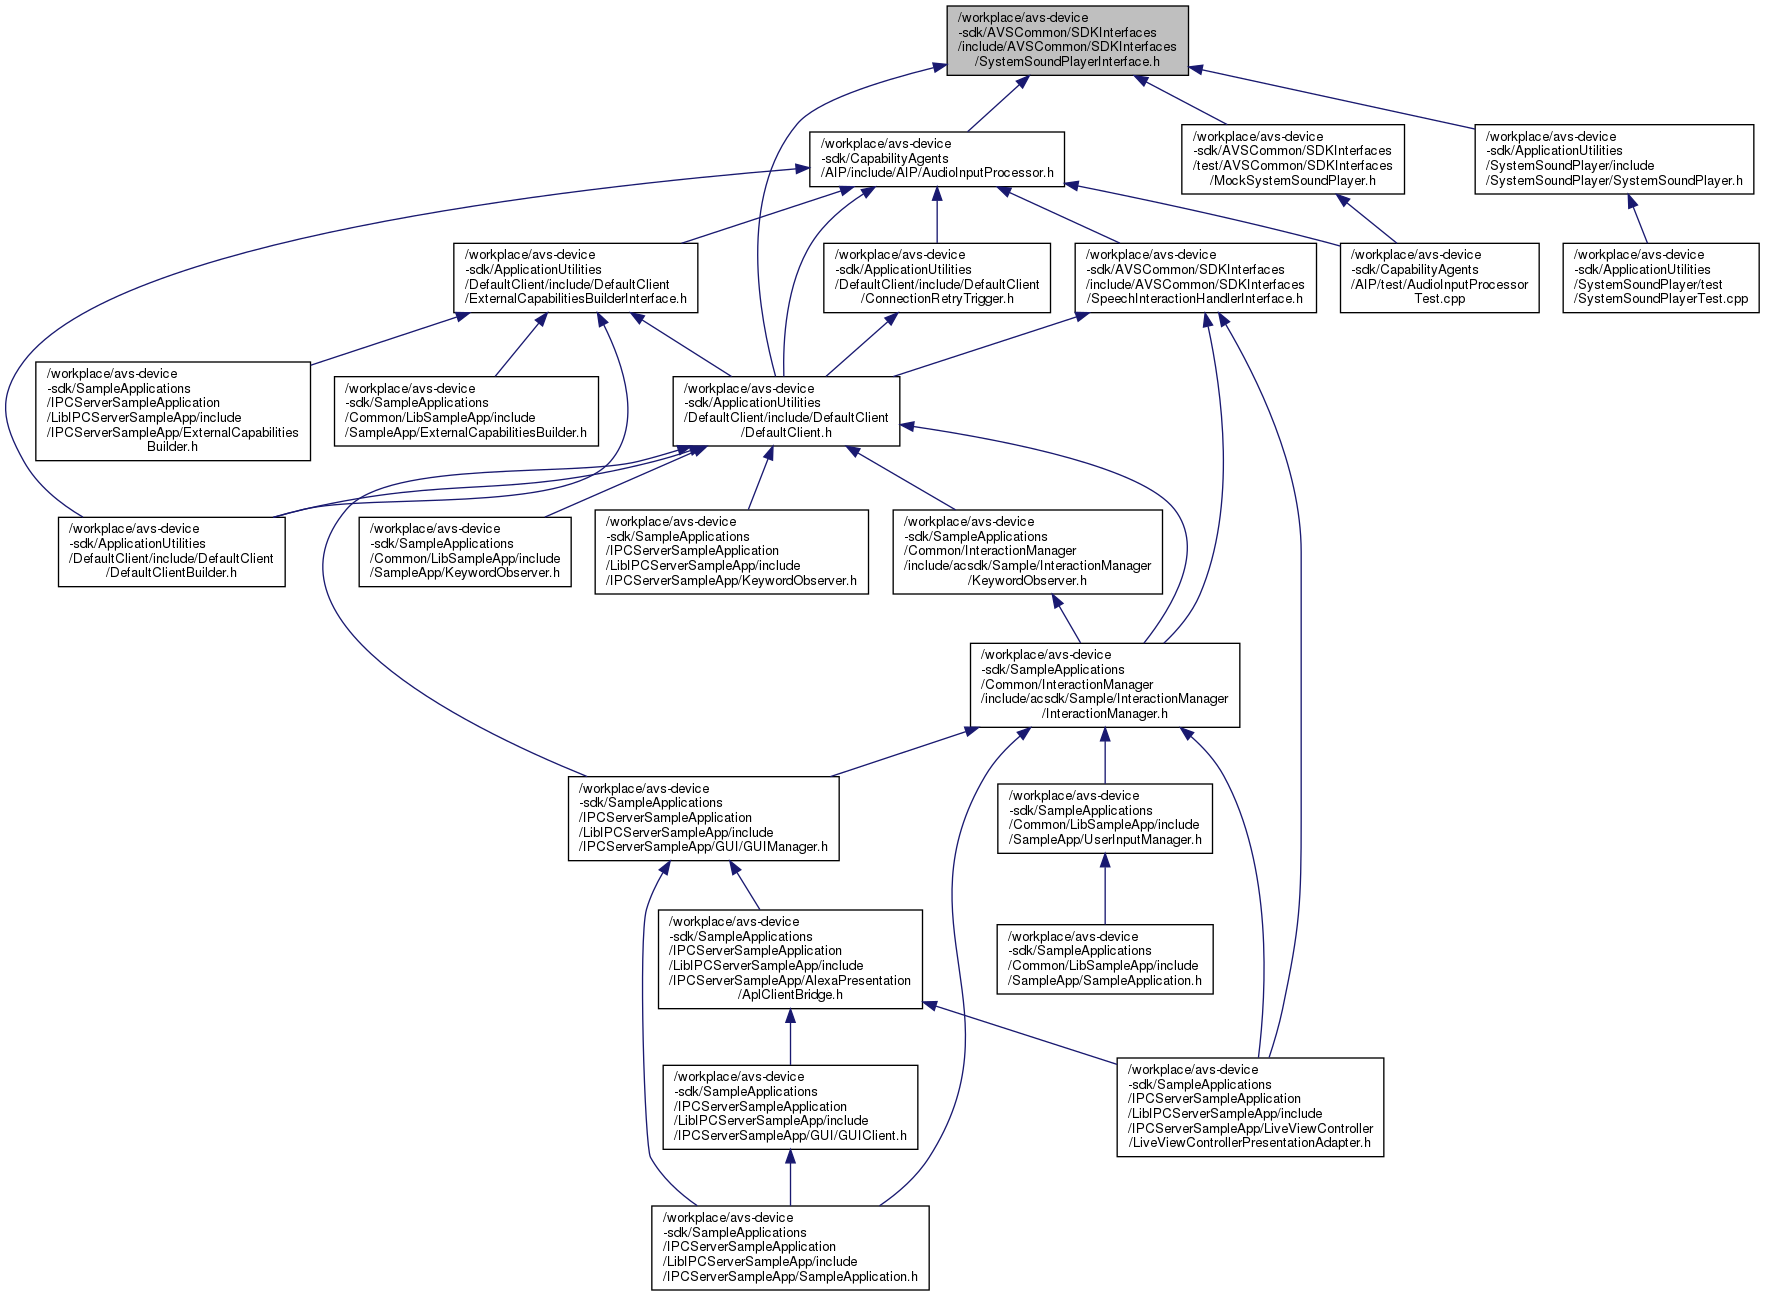 /workplace/avs-device
-sdk/AVSCommon/SDKInterfaces
/include/AVSCommon/SDKInterfaces
/SystemSoundPlayerInterface.h
/workplace/avs-device
-sdk/CapabilityAgents
/AIP/include/AIP/AudioInputProcessor.h
/workplace/avs-device
-sdk/AVSCommon/SDKInterfaces
/test/AVSCommon/SDKInterfaces
/MockSystemSoundPlayer.h
/workplace/avs-device
-sdk/ApplicationUtilities
/SystemSoundPlayer/include
/SystemSoundPlayer/SystemSoundPlayer.h
/workplace/avs-device
-sdk/ApplicationUtilities
/DefaultClient/include/DefaultClient
/ExternalCapabilitiesBuilderInterface.h
/workplace/avs-device
-sdk/ApplicationUtilities
/DefaultClient/include/DefaultClient
/ConnectionRetryTrigger.h
/workplace/avs-device
-sdk/AVSCommon/SDKInterfaces
/include/AVSCommon/SDKInterfaces
/SpeechInteractionHandlerInterface.h
/workplace/avs-device
-sdk/CapabilityAgents
/AIP/test/AudioInputProcessor
Test.cpp
/workplace/avs-device
-sdk/ApplicationUtilities
/SystemSoundPlayer/test
/SystemSoundPlayerTest.cpp
/workplace/avs-device
-sdk/SampleApplications
/IPCServerSampleApplication
/LibIPCServerSampleApp/include
/IPCServerSampleApp/ExternalCapabilities
Builder.h
/workplace/avs-device
-sdk/SampleApplications
/Common/LibSampleApp/include
/SampleApp/ExternalCapabilitiesBuilder.h
/workplace/avs-device
-sdk/ApplicationUtilities
/DefaultClient/include/DefaultClient
/DefaultClient.h
/workplace/avs-device
-sdk/ApplicationUtilities
/DefaultClient/include/DefaultClient
/DefaultClientBuilder.h
/workplace/avs-device
-sdk/SampleApplications
/Common/LibSampleApp/include
/SampleApp/KeywordObserver.h
/workplace/avs-device
-sdk/SampleApplications
/IPCServerSampleApplication
/LibIPCServerSampleApp/include
/IPCServerSampleApp/KeywordObserver.h
/workplace/avs-device
-sdk/SampleApplications
/Common/InteractionManager
/include/acsdk/Sample/InteractionManager
/KeywordObserver.h
/workplace/avs-device
-sdk/SampleApplications
/Common/InteractionManager
/include/acsdk/Sample/InteractionManager
/InteractionManager.h
/workplace/avs-device
-sdk/SampleApplications
/IPCServerSampleApplication
/LibIPCServerSampleApp/include
/IPCServerSampleApp/GUI/GUIManager.h
/workplace/avs-device
-sdk/SampleApplications
/Common/LibSampleApp/include
/SampleApp/UserInputManager.h
/workplace/avs-device
-sdk/SampleApplications
/IPCServerSampleApplication
/LibIPCServerSampleApp/include
/IPCServerSampleApp/AlexaPresentation
/AplClientBridge.h
/workplace/avs-device
-sdk/SampleApplications
/Common/LibSampleApp/include
/SampleApp/SampleApplication.h
/workplace/avs-device
-sdk/SampleApplications
/IPCServerSampleApplication
/LibIPCServerSampleApp/include
/IPCServerSampleApp/GUI/GUIClient.h
/workplace/avs-device
-sdk/SampleApplications
/IPCServerSampleApplication
/LibIPCServerSampleApp/include
/IPCServerSampleApp/LiveViewController
/LiveViewControllerPresentationAdapter.h
/workplace/avs-device
-sdk/SampleApplications
/IPCServerSampleApplication
/LibIPCServerSampleApp/include
/IPCServerSampleApp/SampleApplication.h